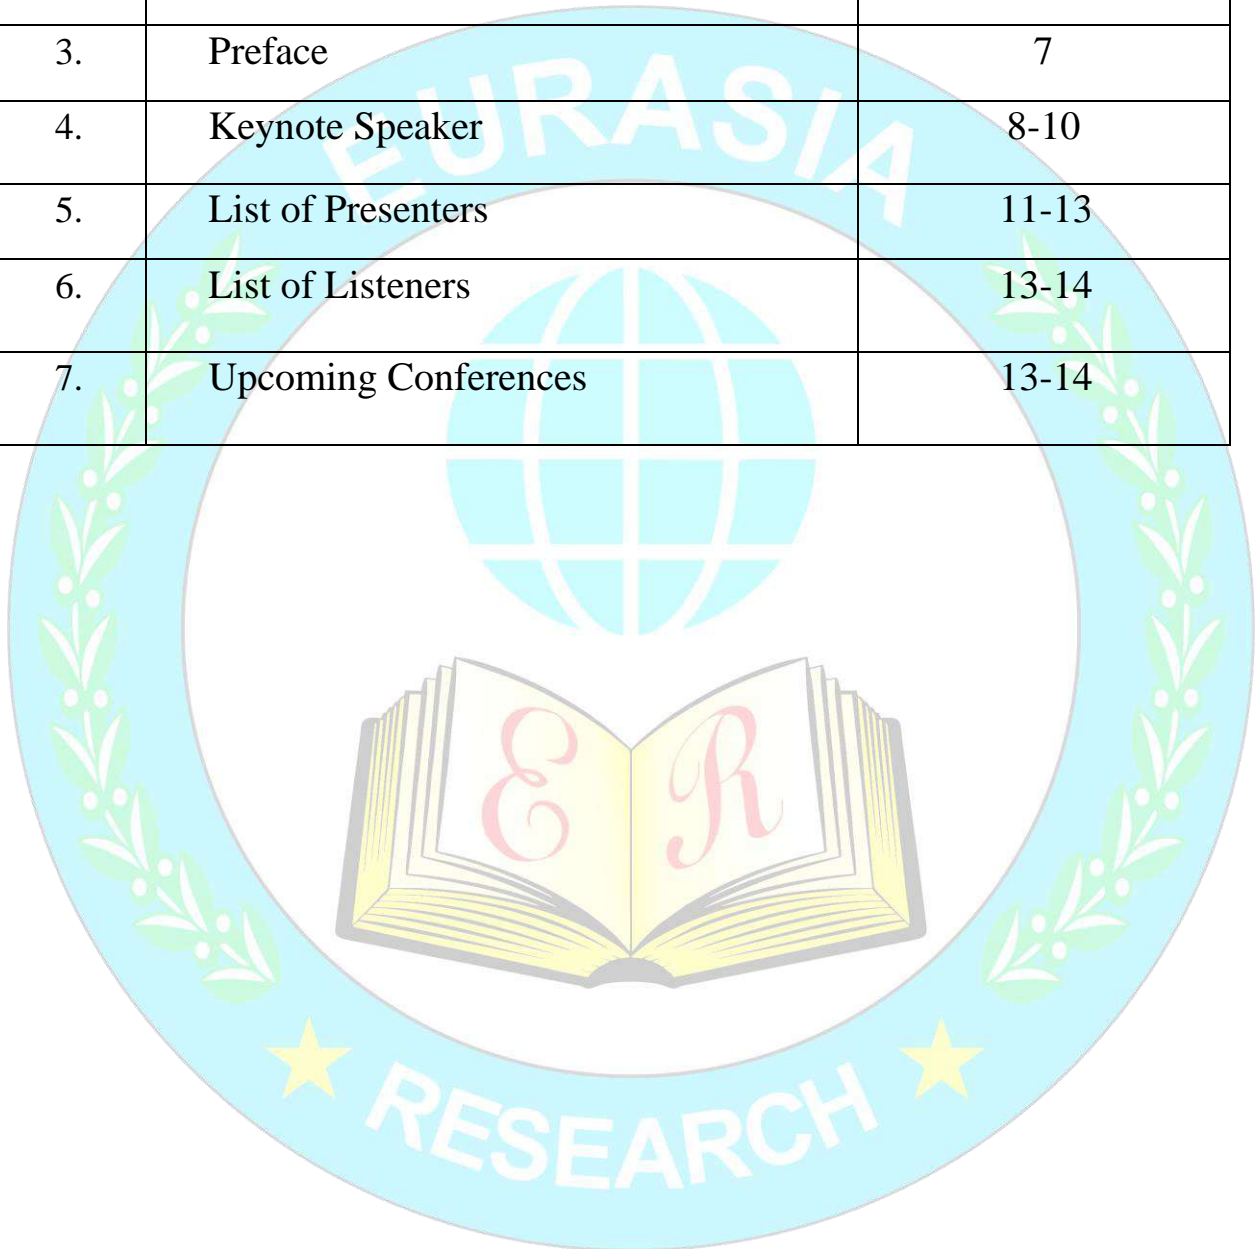 3. Preface 7
4. Keynote Speaker 8-10
5. List of Presenters 11-13
6. List of Listeners 13-14
7. Upcoming Conferences 13-14
EURASIA
E R
RESEARCH